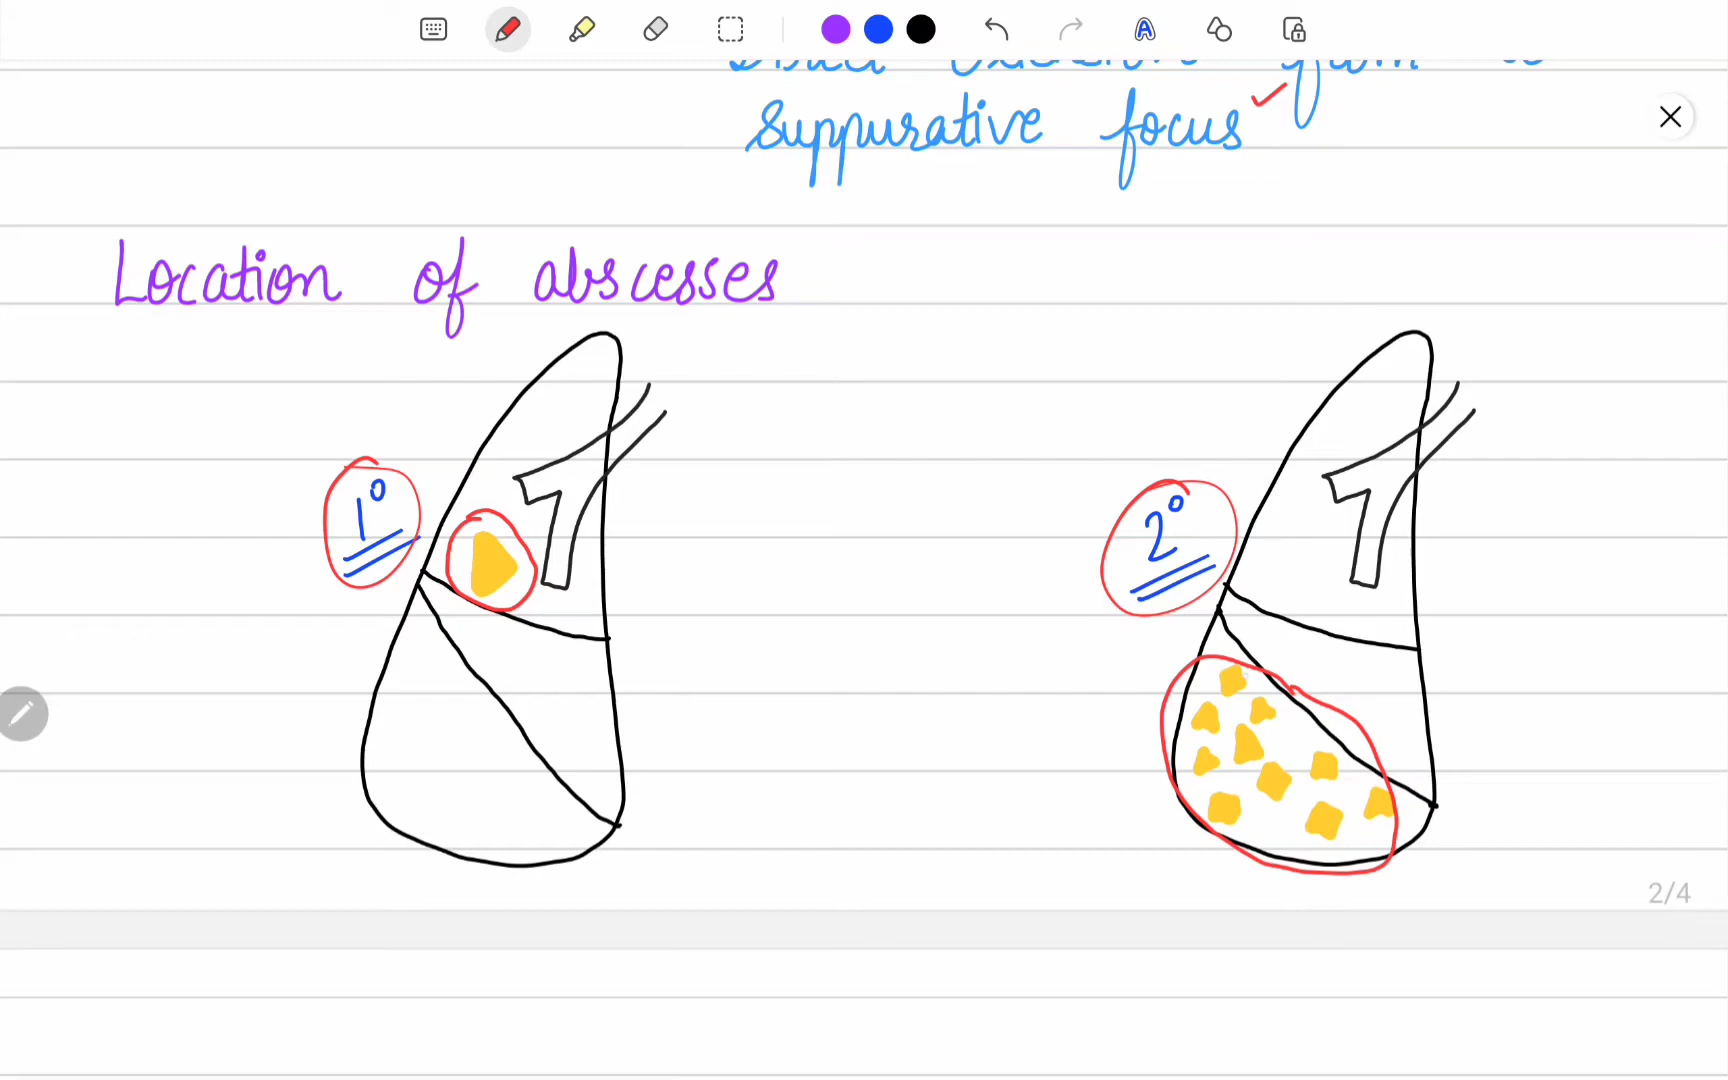 suppurative focus
Location of abscesses
1°
2°
2/4